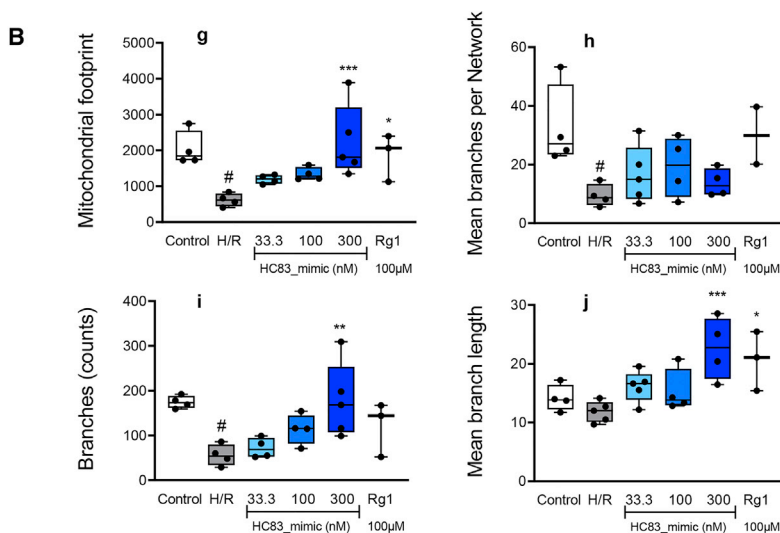 B
g
Mitochondrial footprint
5000
4000
3000
2000
1000
0
***
*
#
Control H/R 33.3 100 300 Rg1
HC83_mimic (nM) 100µM
h
Mean branches per Network
60
40
20
0
*
#
Control H/R 33.3 100 300 Rg1
HC83_mimic (nM) 100µM
i
Branches (counts)
400
300
200
100
0
**
#
Control H/R 33.3 100 300 Rg1
HC83_mimic (nM) 100µM
j
Mean branch length
30
20
10
0
***
*
Control H/R 33.3 100 300 Rg1
HC83_mimic (nM) 100µM